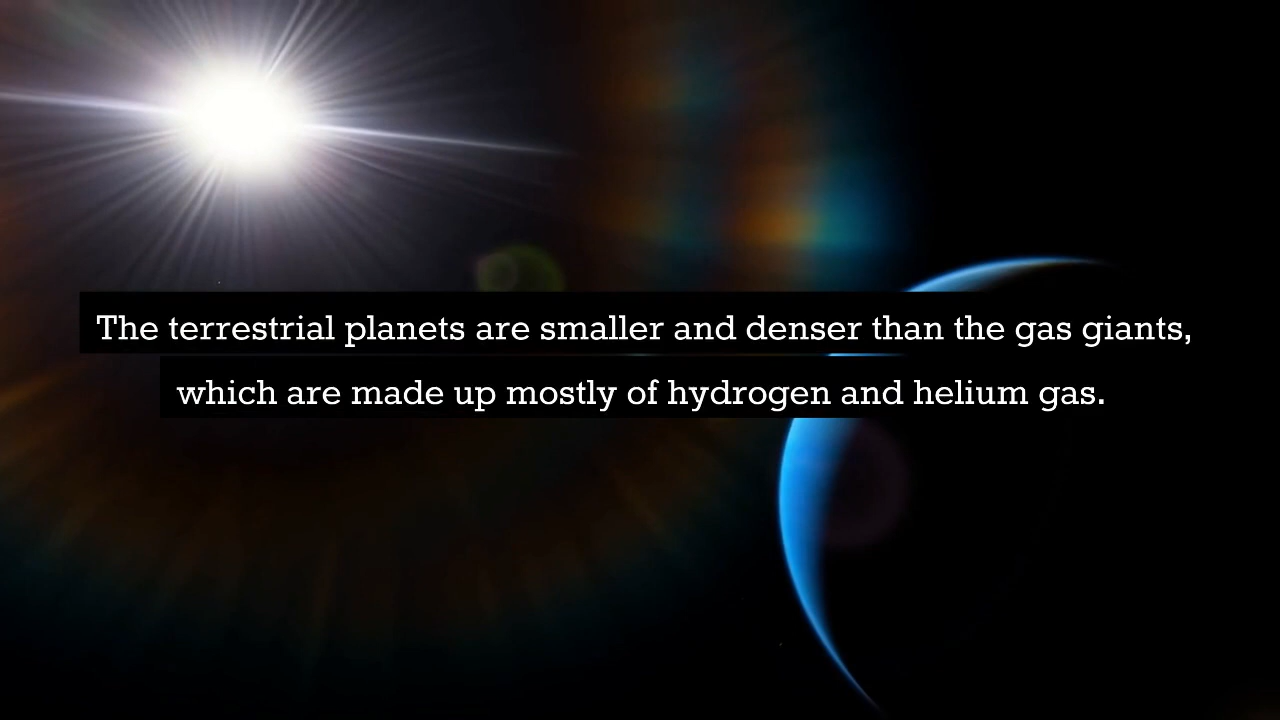 The terrestrial planets are smaller and denser than the gas giants,
which are made up mostly of hydrogen and helium gas.